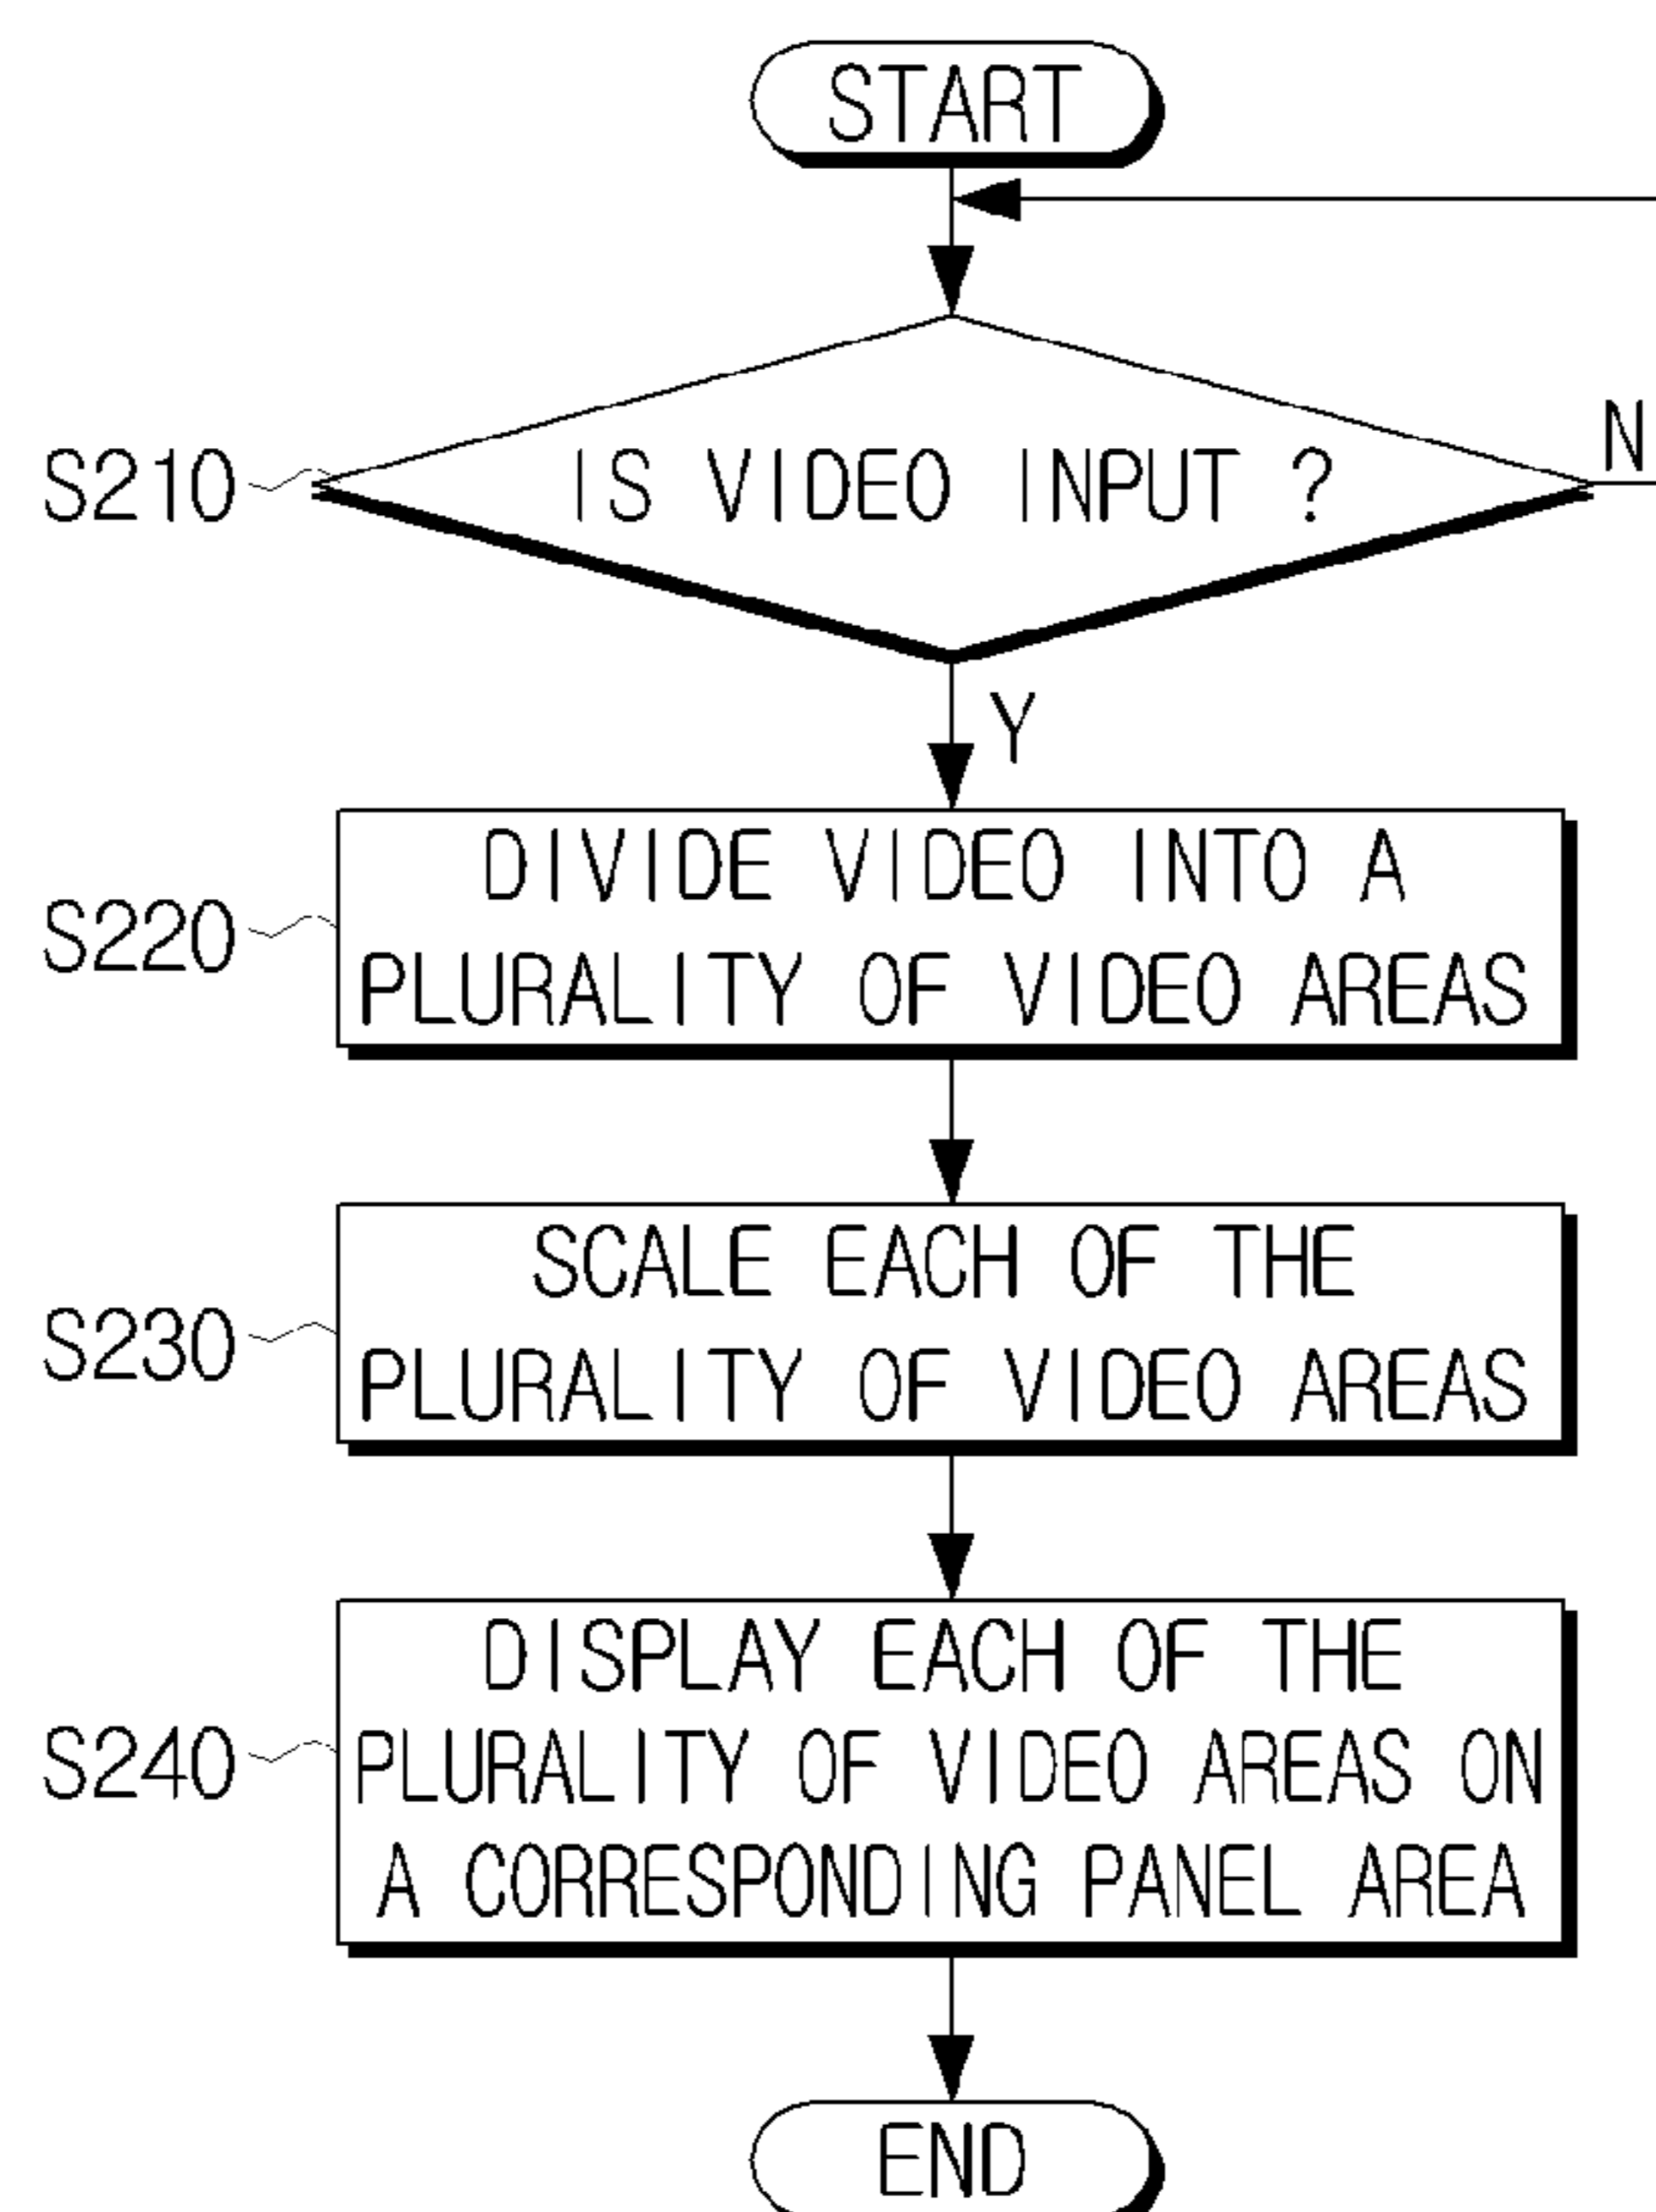 START
IS VIDEO INPUT ?
N
S210
Y
DIVIDE VIDEO INTO A
PLURALITY OF VIDEO AREAS
S220
SCALE EACH OF THE
PLURALITY OF VIDEO AREAS
S230
DISPLAY EACH OF THE
PLURALITY OF VIDEO AREAS ON
A CORRESPONDING PANEL AREA
S240
END